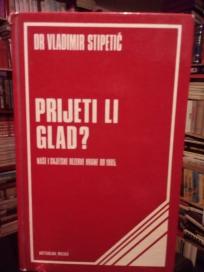 DR VLADIMIR STIPETIĆ
PRIJETI LI
GLAD?
NAŠE I SVJETSKE REZERVE HRANE DO 1985.